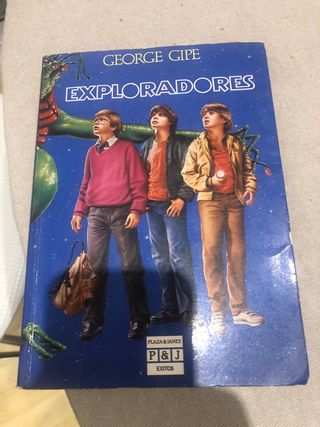 GEORGE GIPE
EXPLORADORES
PLAZA & JANES
P & J
EXITOS